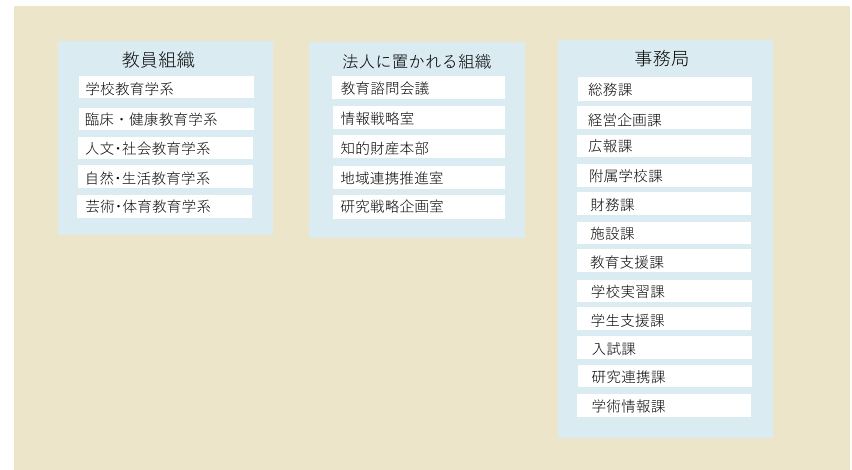 教員組織
学校教育学系
臨床・健康教育学系
人文・社会教育学系
自然・生活教育学系
芸術・体育教育学系
法人に置かれる組織
教育諮問会議
情報戦略室
知的財産本部
地域連携推進室
研究戦略企画室
事務局
総務課
経営企画課
広報課
附属学校課
財務課
施設課
教育支援課
学校実習課
学生支援課
入試課
研究連携課
学術情報課